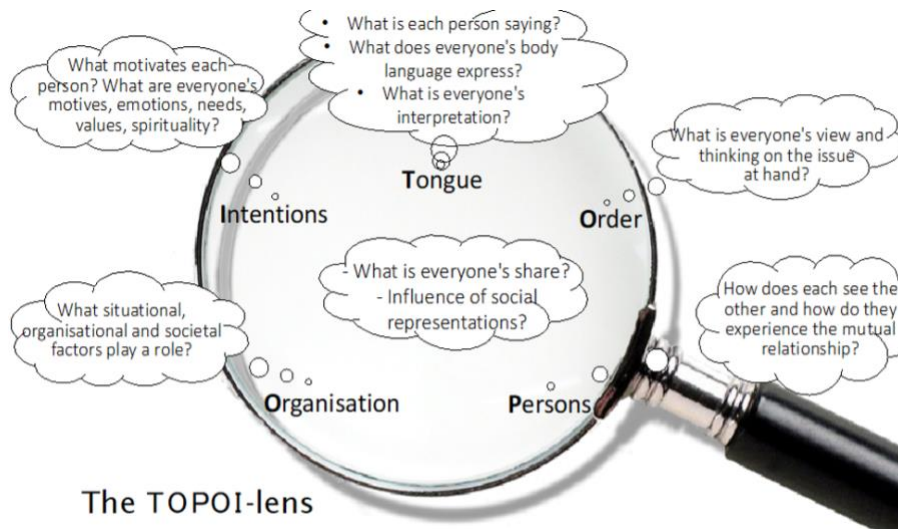 • What is each person saying?
• What does everyone's body
language express?
• What is everyone's
interpretation?
What motivates each
person? What are everyone's
motives, emotions, needs,
values, spirituality?
What is everyone's view and
thinking on the issue
at hand?
Tongue
Intentions
Order
- What is everyone's share?
- Influence of social
representations?
What situational,
organisational and societal
factors play a role?
How does each see the
other and how do they
experience the mutual
relationship?
Organisation
Persons
The TOPOI-lens